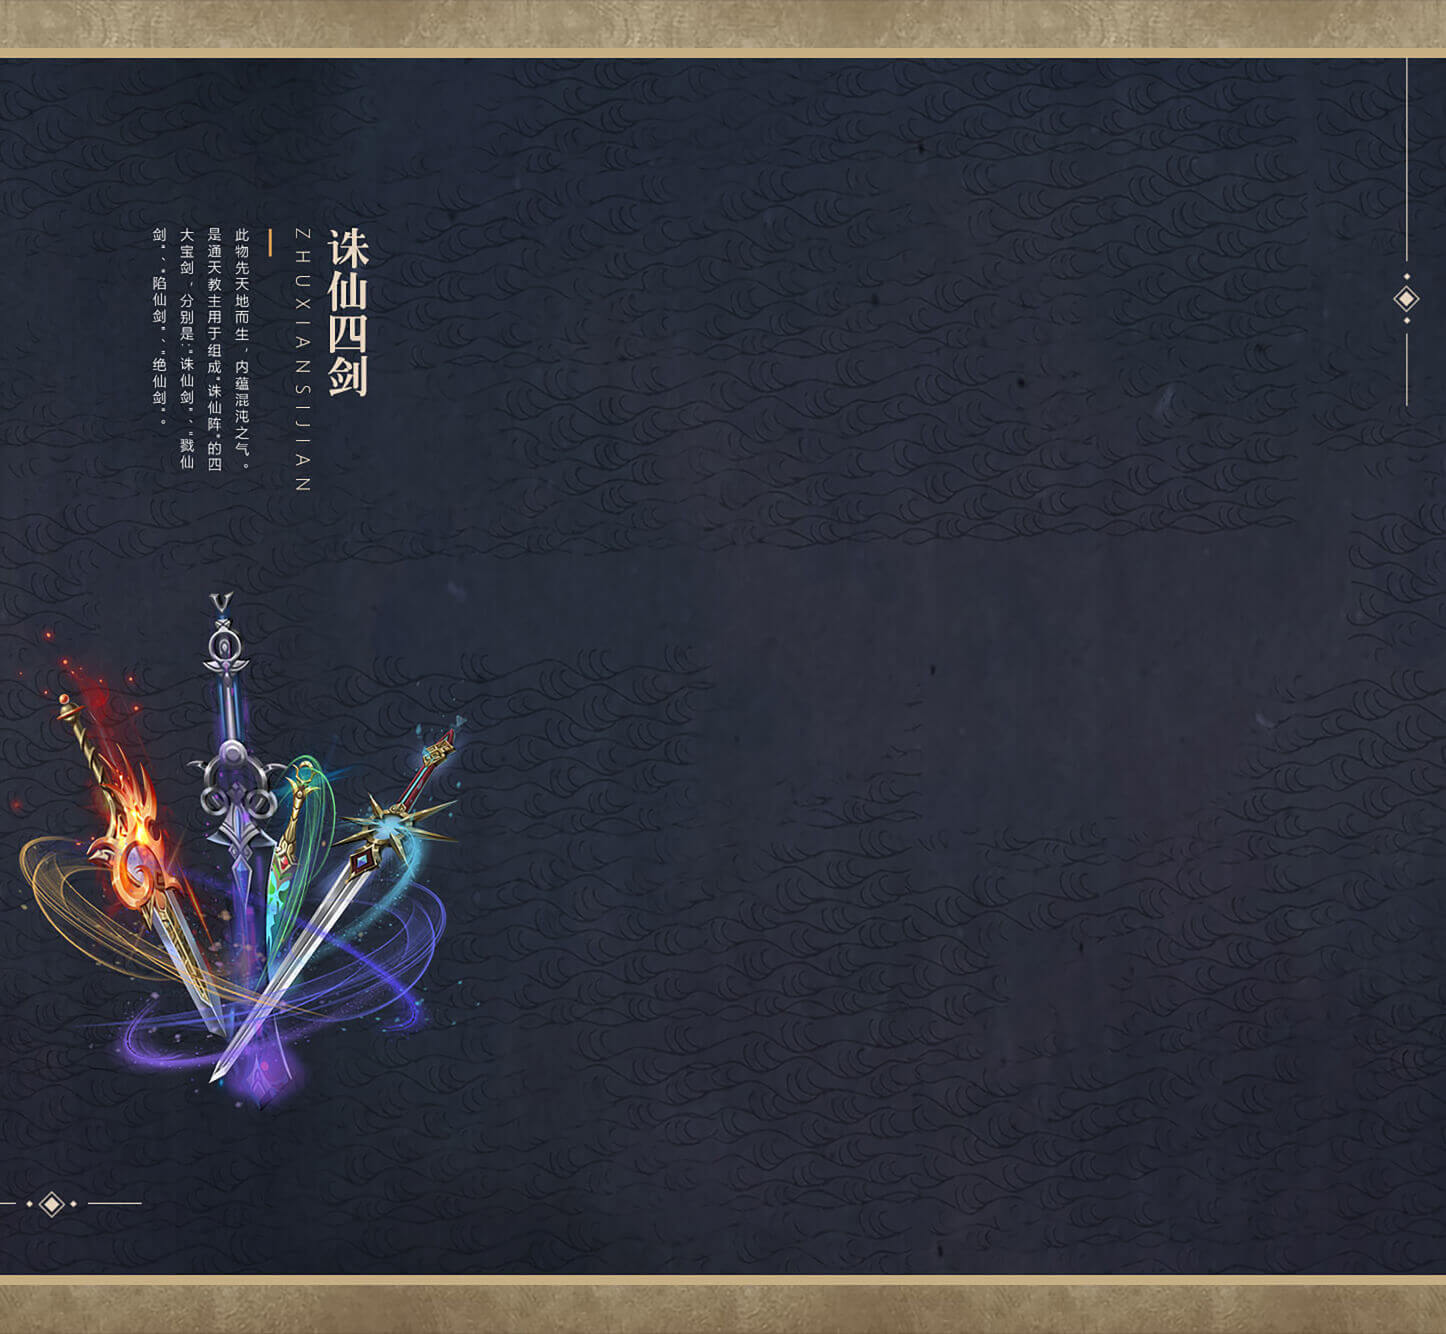 诛仙四剑
ZHUXIANSIJIAN
此物先天地而生，内蕴混沌之气。
是通天教主用于组成“诛仙阵”的四
大宝剑，分别是：“诛仙剑”、“戮仙
剑”、“陷仙剑”、“绝仙剑”。